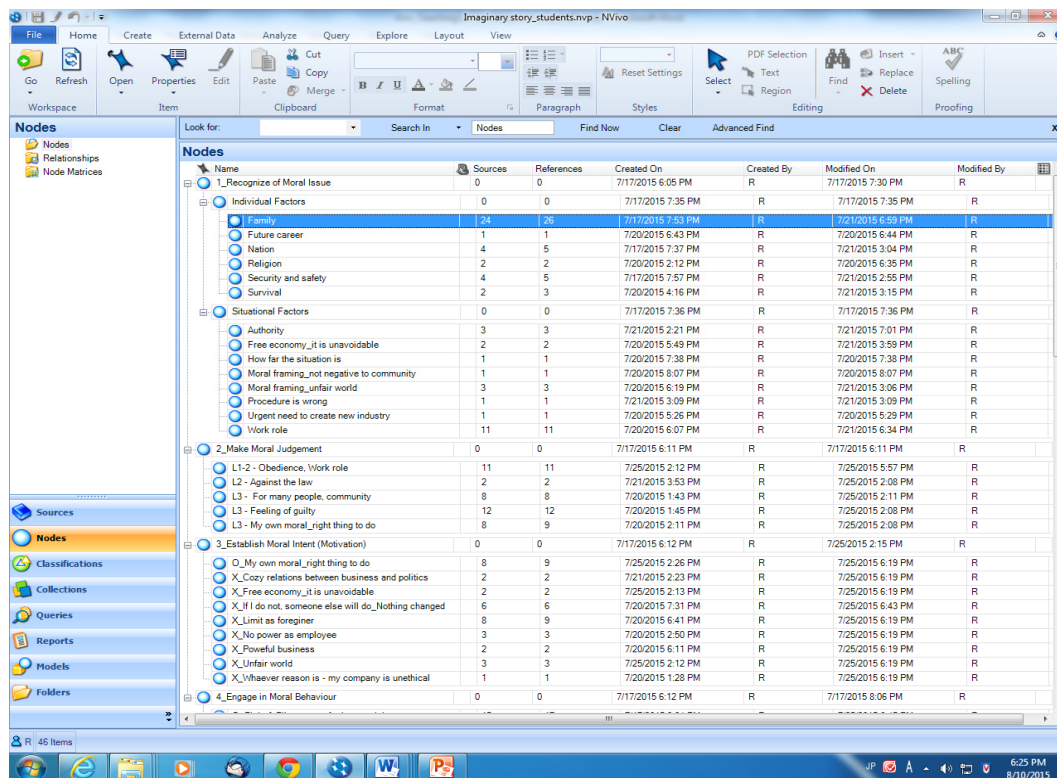 Imaginary story_students.nvp - NVivo
File Home Create External Data Analyze Query Explore Layout View
Go Refresh Open Properties Edit Paste Cut Copy Merge B I U A Reset Settings Select PDF Selection Text Region Find Insert Replace Delete ABC Spelling
Workspace Item Clipboard Format Paragraph Styles Editing Proofing
Nodes
Look for: Search In Nodes Find Now Clear Advanced Find x
Nodes
Relationships
Node Matrices
Nodes
Name Sources References Created On Created By Modified On Modified By
1_Recognize of Moral Issue 0 0 7/17/2015 6:05 PM R 7/17/2015 7:30 PM R
Individual Factors 0 0 7/17/2015 7:35 PM R 7/17/2015 7:35 PM R
Family 24 26 7/17/2015 7:53 PM R 7/21/2015 6:59 PM R
Future career 1 1 7/20/2015 6:43 PM R 7/20/2015 6:44 PM R
Nation 4 5 7/17/2015 7:37 PM R 7/21/2015 3:04 PM R
Religion 2 2 7/20/2015 2:12 PM R 7/20/2015 6:35 PM R
Security and safety 4 5 7/17/2015 7:57 PM R 7/21/2015 2:55 PM R
Survival 2 3 7/20/2015 4:16 PM R 7/21/2015 3:15 PM R
Situational Factors 0 0 7/17/2015 7:36 PM R 7/17/2015 7:36 PM R
Authority 3 3 7/21/2015 2:21 PM R 7/21/2015 7:01 PM R
Free economy_it is unavoidable 2 2 7/20/2015 5:49 PM R 7/21/2015 3:59 PM R
How far the situation is 1 1 7/20/2015 7:38 PM R 7/20/2015 7:38 PM R
Moral framing_not negative to community 1 1 7/20/2015 8:07 PM R 7/20/2015 8:07 PM R
Moral framing_unfair world 3 3 7/20/2015 6:19 PM R 7/21/2015 3:06 PM R
Procedure is wrong 1 1 7/21/2015 3:09 PM R 7/21/2015 3:09 PM R
Urgent need to create new industry 1 1 7/20/2015 5:26 PM R 7/20/2015 5:29 PM R
Work role 11 11 7/20/2015 6:07 PM R 7/21/2015 6:34 PM R
2_Make Moral Judgement 0 0 7/17/2015 6:11 PM R 7/17/2015 6:11 PM R
L1-2 - Obedience, Work role 11 11 7/25/2015 2:12 PM R 7/25/2015 5:57 PM R
L2 - Against the law 2 2 7/21/2015 3:53 PM R 7/25/2015 2:08 PM R
L3 - For many people, community 8 8 7/20/2015 1:43 PM R 7/25/2015 2:11 PM R
L3 - Feeling of guilty 12 12 7/20/2015 1:45 PM R 7/25/2015 2:08 PM R
L3 - My own moral_right thing to do 8 9 7/20/2015 2:11 PM R 7/25/2015 2:08 PM R
3_Establish Moral Intent (Motivation) 0 0 7/17/2015 6:12 PM R 7/25/2015 2:15 PM R
O_My own moral_right thing to do 8 9 7/25/2015 2:26 PM R 7/25/2015 6:19 PM R
X_Cozy relations between business and politics 2 2 7/21/2015 2:23 PM R 7/25/2015 6:19 PM R
X_Free economy_it is unavoidable 2 2 7/25/2015 2:13 PM R 7/25/2015 6:19 PM R
X_If I do not, someone else will do_Nothing changed 6 6 7/20/2015 7:31 PM R 7/25/2015 6:43 PM R
X_Limit as foreginer 8 9 7/20/2015 6:41 PM R 7/25/2015 6:19 PM R
X_No power as employee 3 3 7/20/2015 2:50 PM R 7/25/2015 6:19 PM R
X_Poweful business 2 2 7/20/2015 6:11 PM R 7/25/2015 6:19 PM R
X_Unfair world 3 3 7/25/2015 2:12 PM R 7/25/2015 6:19 PM R
X_Whaever reason is - my company is unethical 1 1 7/20/2015 1:28 PM R 7/25/2015 6:19 PM R
4_Engage in Moral Behaviour 0 0 7/17/2015 6:12 PM R 7/17/2015 8:06 PM R
Sources
Nodes
Classifications
Collections
Queries
Reports
Models
Folders
R 46 Items
JP A 6:25 PM
8/10/2015